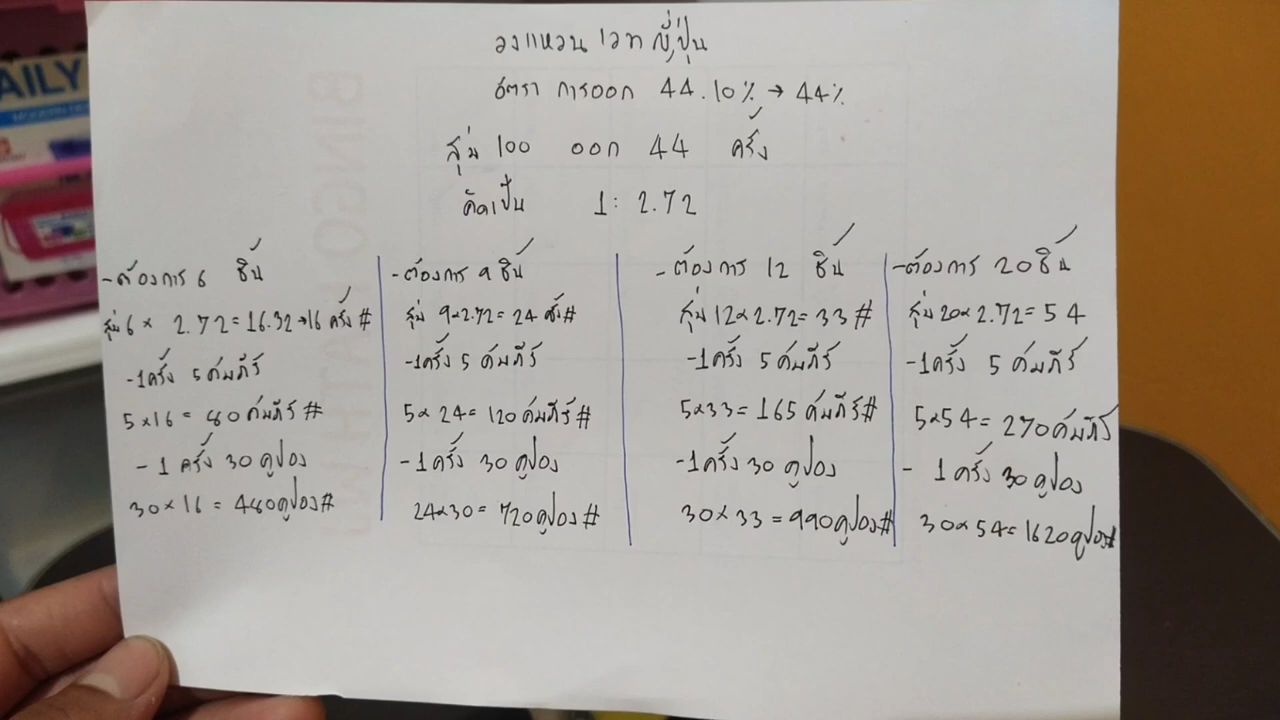 วงแหวนเวทญี่ปุ่น
อัตรา การออก 44.10% → 44%
สุ่ม 100 ออก 44 ครั้ง
คิดเป็น 1: 2.72
- ต้องการ 6 ชิ้น
สุ่ม 6 x 2.72 = 16.32 → 16 ครั้ง #
- 1 ครั้ง 5 คัมภีร์
5 x 16 = 80 คัมภีร์ #
- 1 ครั้ง 30 คูปอง
30 x 16 = 480 คูปอง #
- ต้องการ 9 ชิ้น
สุ่ม 9 x 2.72 = 24 ครั้ง #
- 1 ครั้ง 5 คัมภีร์
5 x 24 = 120 คัมภีร์ #
- 1 ครั้ง 30 คูปอง
24 x 30 = 720 คูปอง #
- ต้องการ 12 ชิ้น
สุ่ม 12 x 2.72 = 33 #
- 1 ครั้ง 5 คัมภีร์
5 x 33 = 165 คัมภีร์ #
- 1 ครั้ง 30 คูปอง
30 x 33 = 990 คูปอง #
- ต้องการ 20 ชิ้น
สุ่ม 20 x 2.72 = 54
- 1 ครั้ง 5 คัมภีร์
5 x 54 = 270 คัมภีร์
- 1 ครั้ง 30 คูปอง
30 x 54 = 1620 คูปอง #
AILY